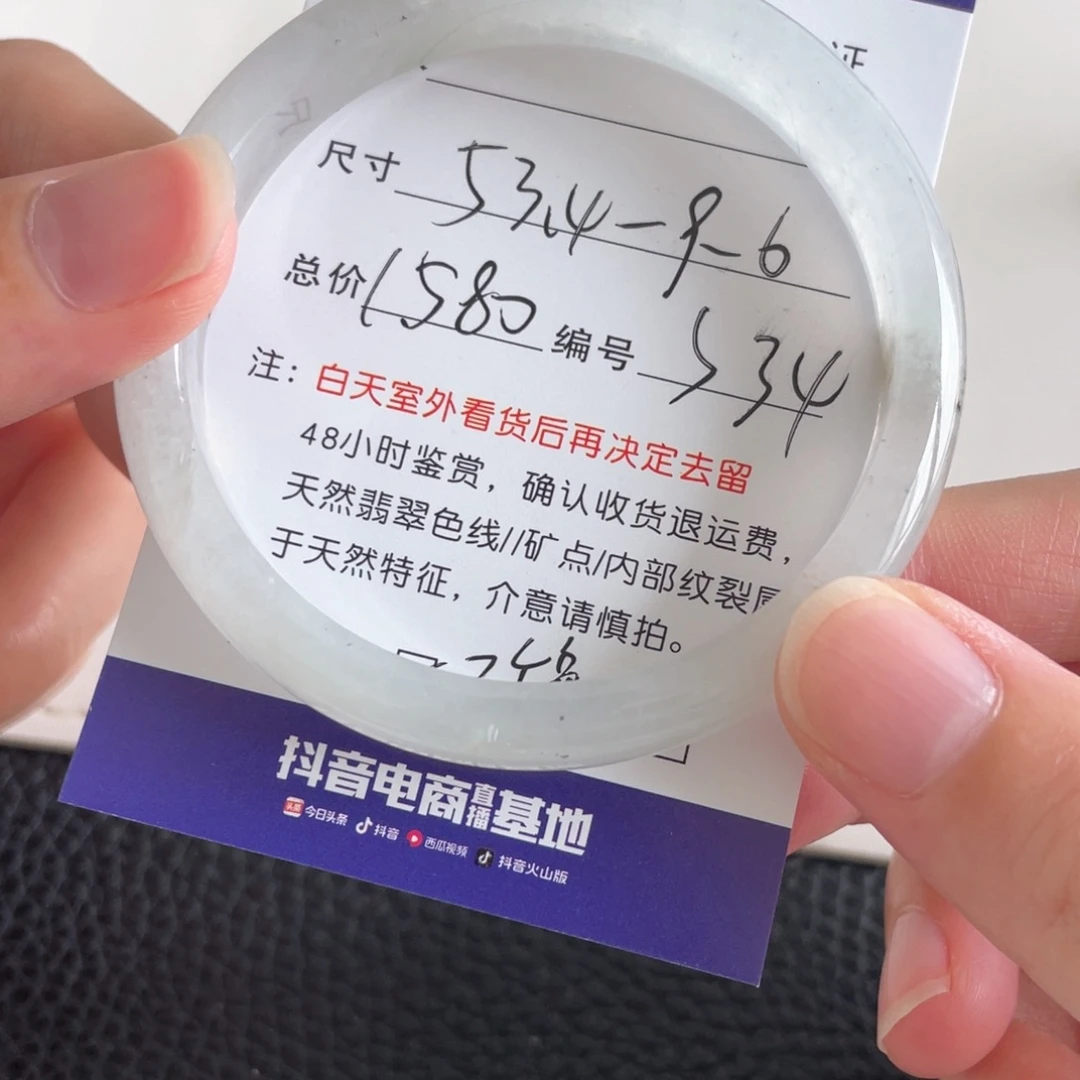 证
尺寸 53.4-9-6
总价 1580 编号 534
注：白天室外看货后再决定去留
48小时鉴赏，确认收货退运费，
天然翡翠色线//矿点/内部纹裂属
于天然特征，介意请慎拍。
抖音电商直播基地
头条 今日头条 抖音 西瓜视频 抖音火山版